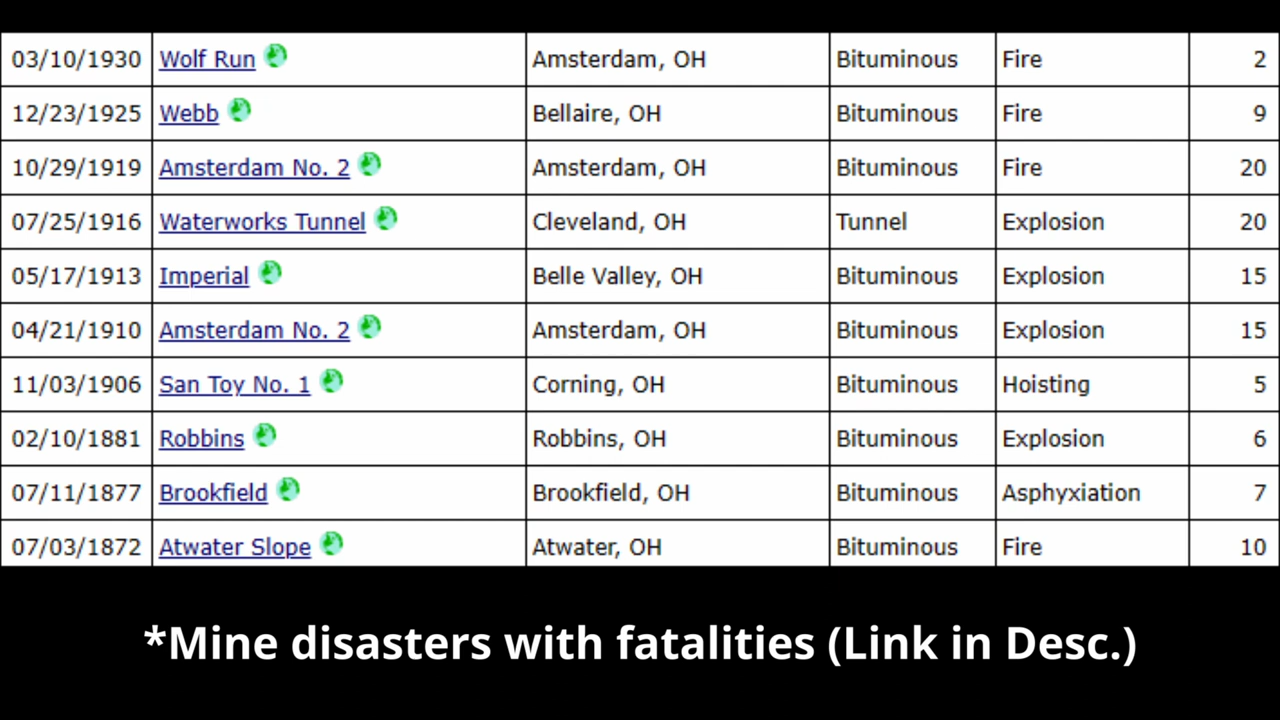 03/10/1930 Wolf Run Amsterdam, OH Bituminous Fire 2
12/23/1925 Webb Bellaire, OH Bituminous Fire 9
10/29/1919 Amsterdam No. 2 Amsterdam, OH Bituminous Fire 20
07/25/1916 Waterworks Tunnel Cleveland, OH Tunnel Explosion 20
05/17/1913 Imperial Belle Valley, OH Bituminous Explosion 15
04/21/1910 Amsterdam No. 2 Amsterdam, OH Bituminous Explosion 15
11/03/1906 San Toy No. 1 Corning, OH Bituminous Hoisting 5
02/10/1881 Robbins Robbins, OH Bituminous Explosion 6
07/11/1877 Brookfield Brookfield, OH Bituminous Asphyxiation 7
07/03/1872 Atwater Slope Atwater, OH Bituminous Fire 10
*Mine disasters with fatalities (Link in Desc.)